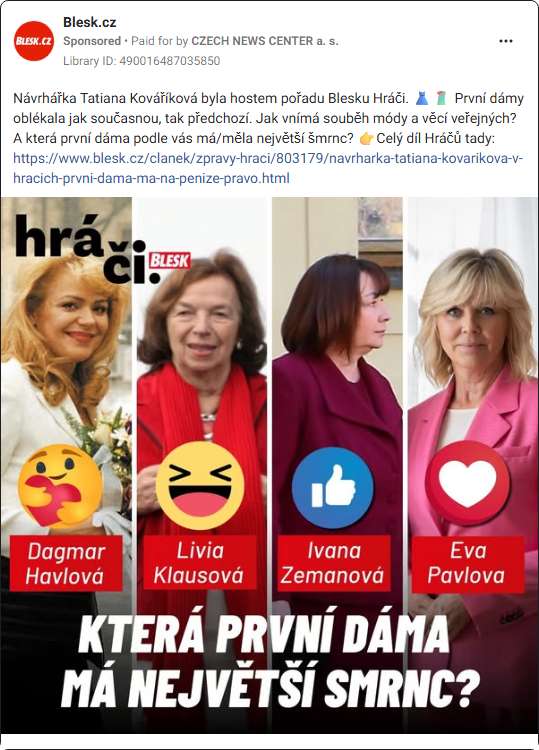 Blesk.cz
BLESK.CZ
Sponsored • Paid for by CZECH NEWS CENTER a. s.
Library ID: 490016487035850
Návrhářka Tatiana Kováříková byla hostem pořadu Blesku Hráči. 👗 👚 První dámy
oblékala jak současnou, tak předchozí. Jak vnímá souběh módy a věcí veřejných?
A která první dáma podle vás má/měla největší šmrnc? 👉 Celý díl Hráčů tady:
https://www.blesk.cz/clanek/zpravy-hraci/803179/navrharka-tatiana-kovarikova-v-
hracich-prvni-dama-ma-na-penize-pravo.html
hrá
či.
BLESK
Dagmar
Havlová
Livia
Klausová
Ivana
Zemanová
Eva
Pavlova
KTERÁ PRVNÍ DÁMA
MÁ NEJVĚTŠÍ SMRNC?